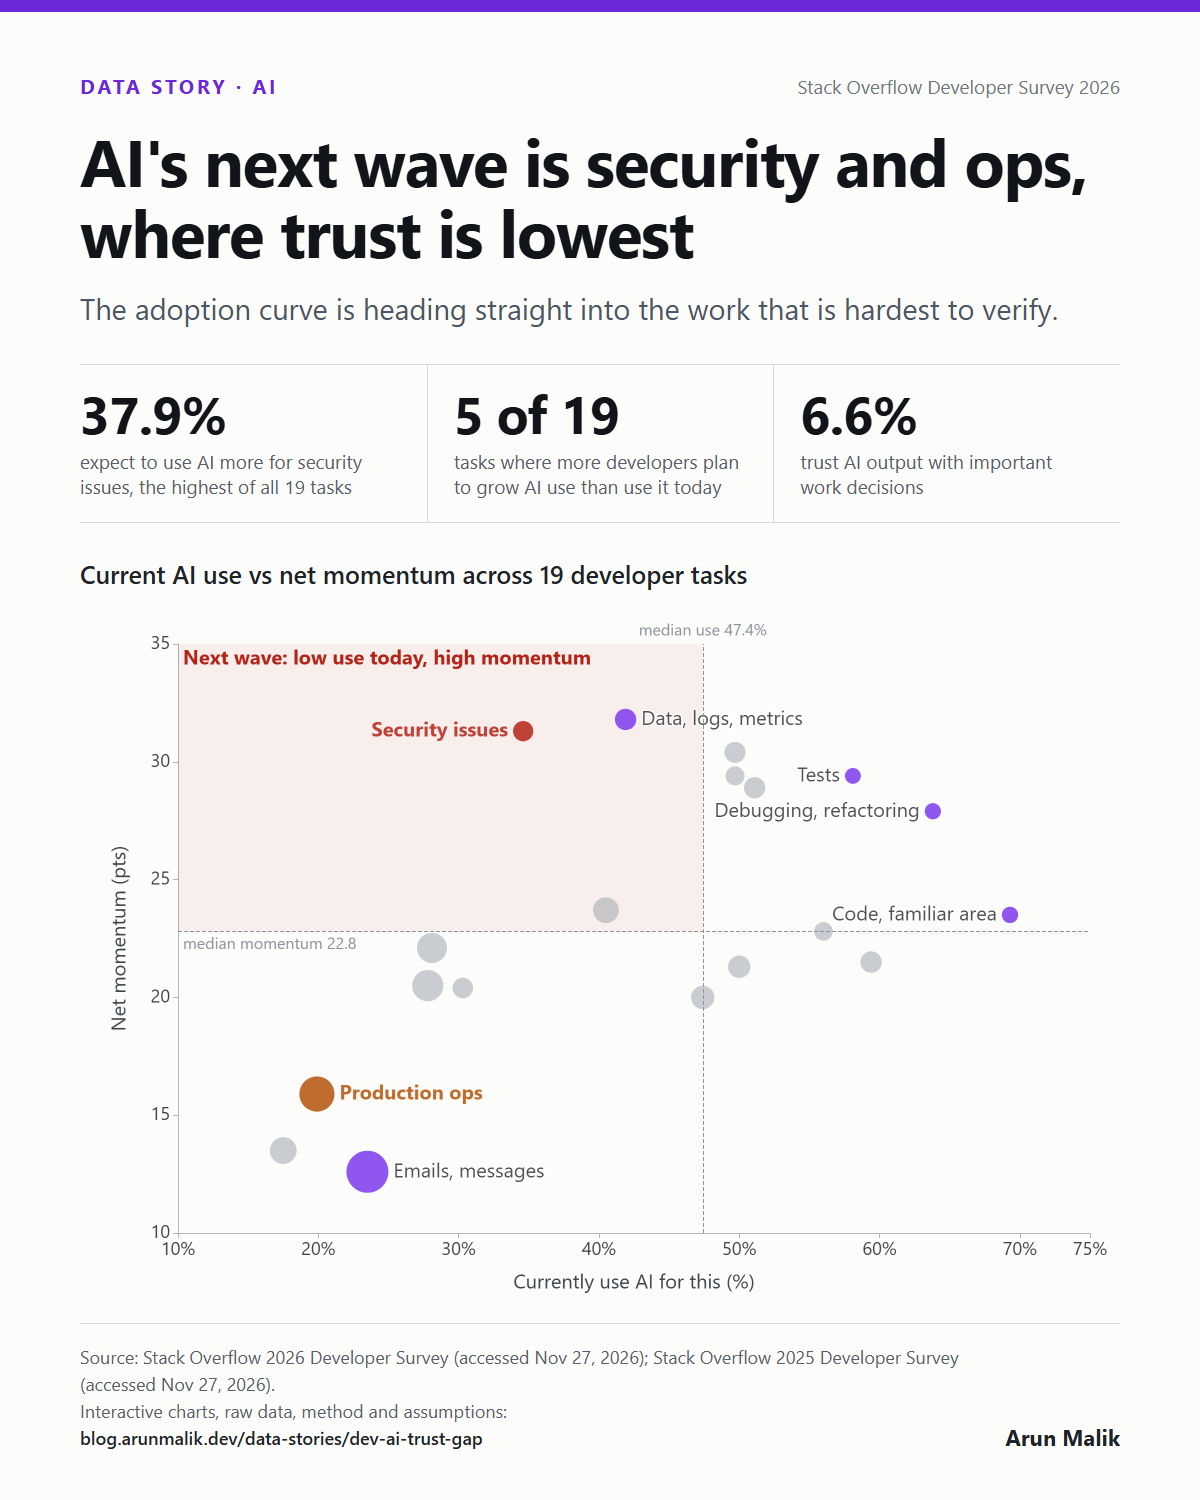 DATA STORY · AI
Stack Overflow Developer Survey 2026
AI's next wave is security and ops,
where trust is lowest
The adoption curve is heading straight into the work that is hardest to verify.
37.9%
expect to use AI more for security
issues, the highest of all 19 tasks
5 of 19
tasks where more developers plan
to grow AI use than use it today
6.6%
trust AI output with important
work decisions
Current AI use vs net momentum across 19 developer tasks
median use 47.4%
35
Next wave: low use today, high momentum
Security issues
Data, logs, metrics
30
Tests
Debugging, refactoring
25
Code, familiar area
median momentum 22.8
20
Net momentum (pts)
Production ops
15
Emails, messages
10
10%
20%
30%
40%
50%
60%
70%
75%
Currently use AI for this (%)
Source: Stack Overflow 2026 Developer Survey (accessed Nov 27, 2026); Stack Overflow 2025 Developer Survey
(accessed Nov 27, 2026).
Interactive charts, raw data, method and assumptions:
blog.arunmalik.dev/data-stories/dev-ai-trust-gap
Arun Malik